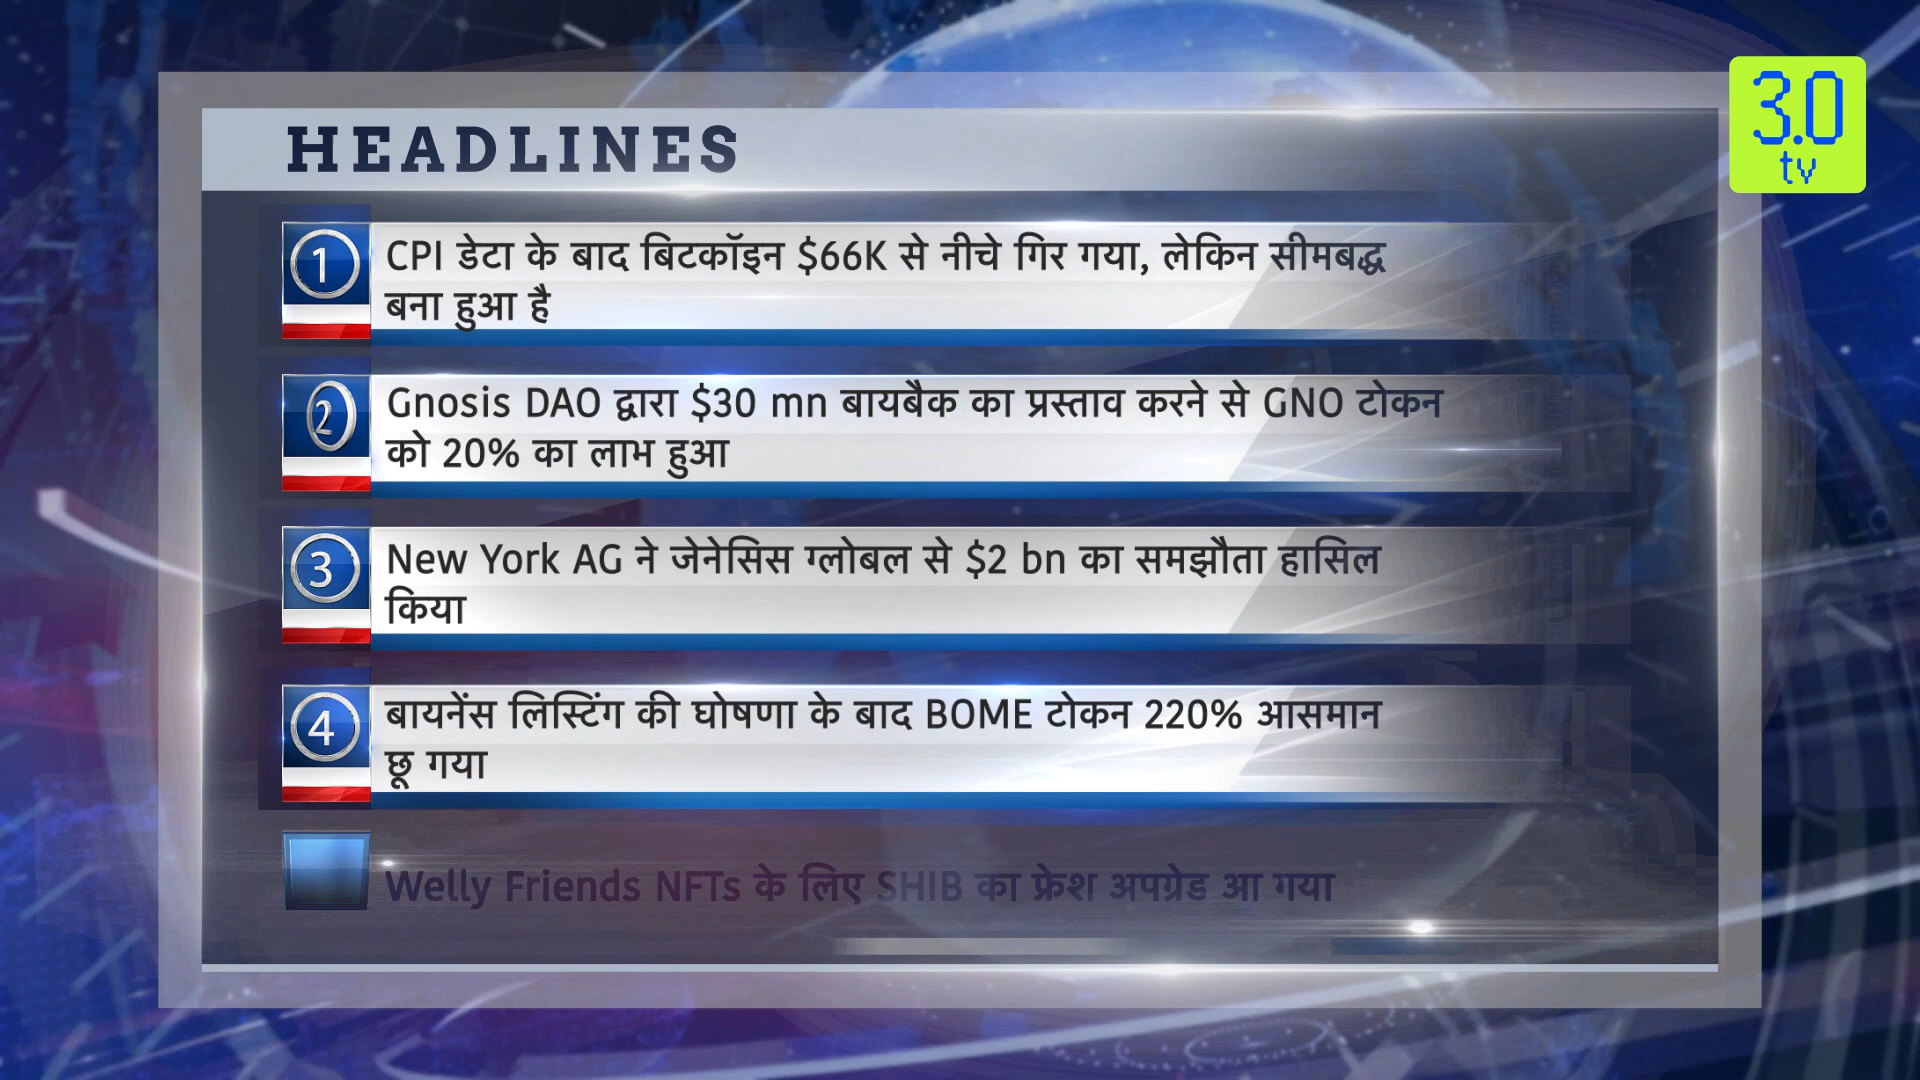 3.0
tv
HEADLINES
1
CPI डेटा के बाद बिटकॉइन $66K से नीचे गिर गया, लेकिन सीमबद्ध
बना हुआ है
2
Gnosis DAO द्वारा $30 mn बायबैक का प्रस्ताव करने से GNO टोकन
को 20% का लाभ हुआ
3
New York AG ने जेनेसिस ग्लोबल से $2 bn का समझौता हासिल
किया
4
बायनेंस लिस्टिंग की घोषणा के बाद BOME टोकन 220% आसमान
छू गया
Welly Friends NFTs के लिए SHIB का फ्रेश अपग्रेड आ गया